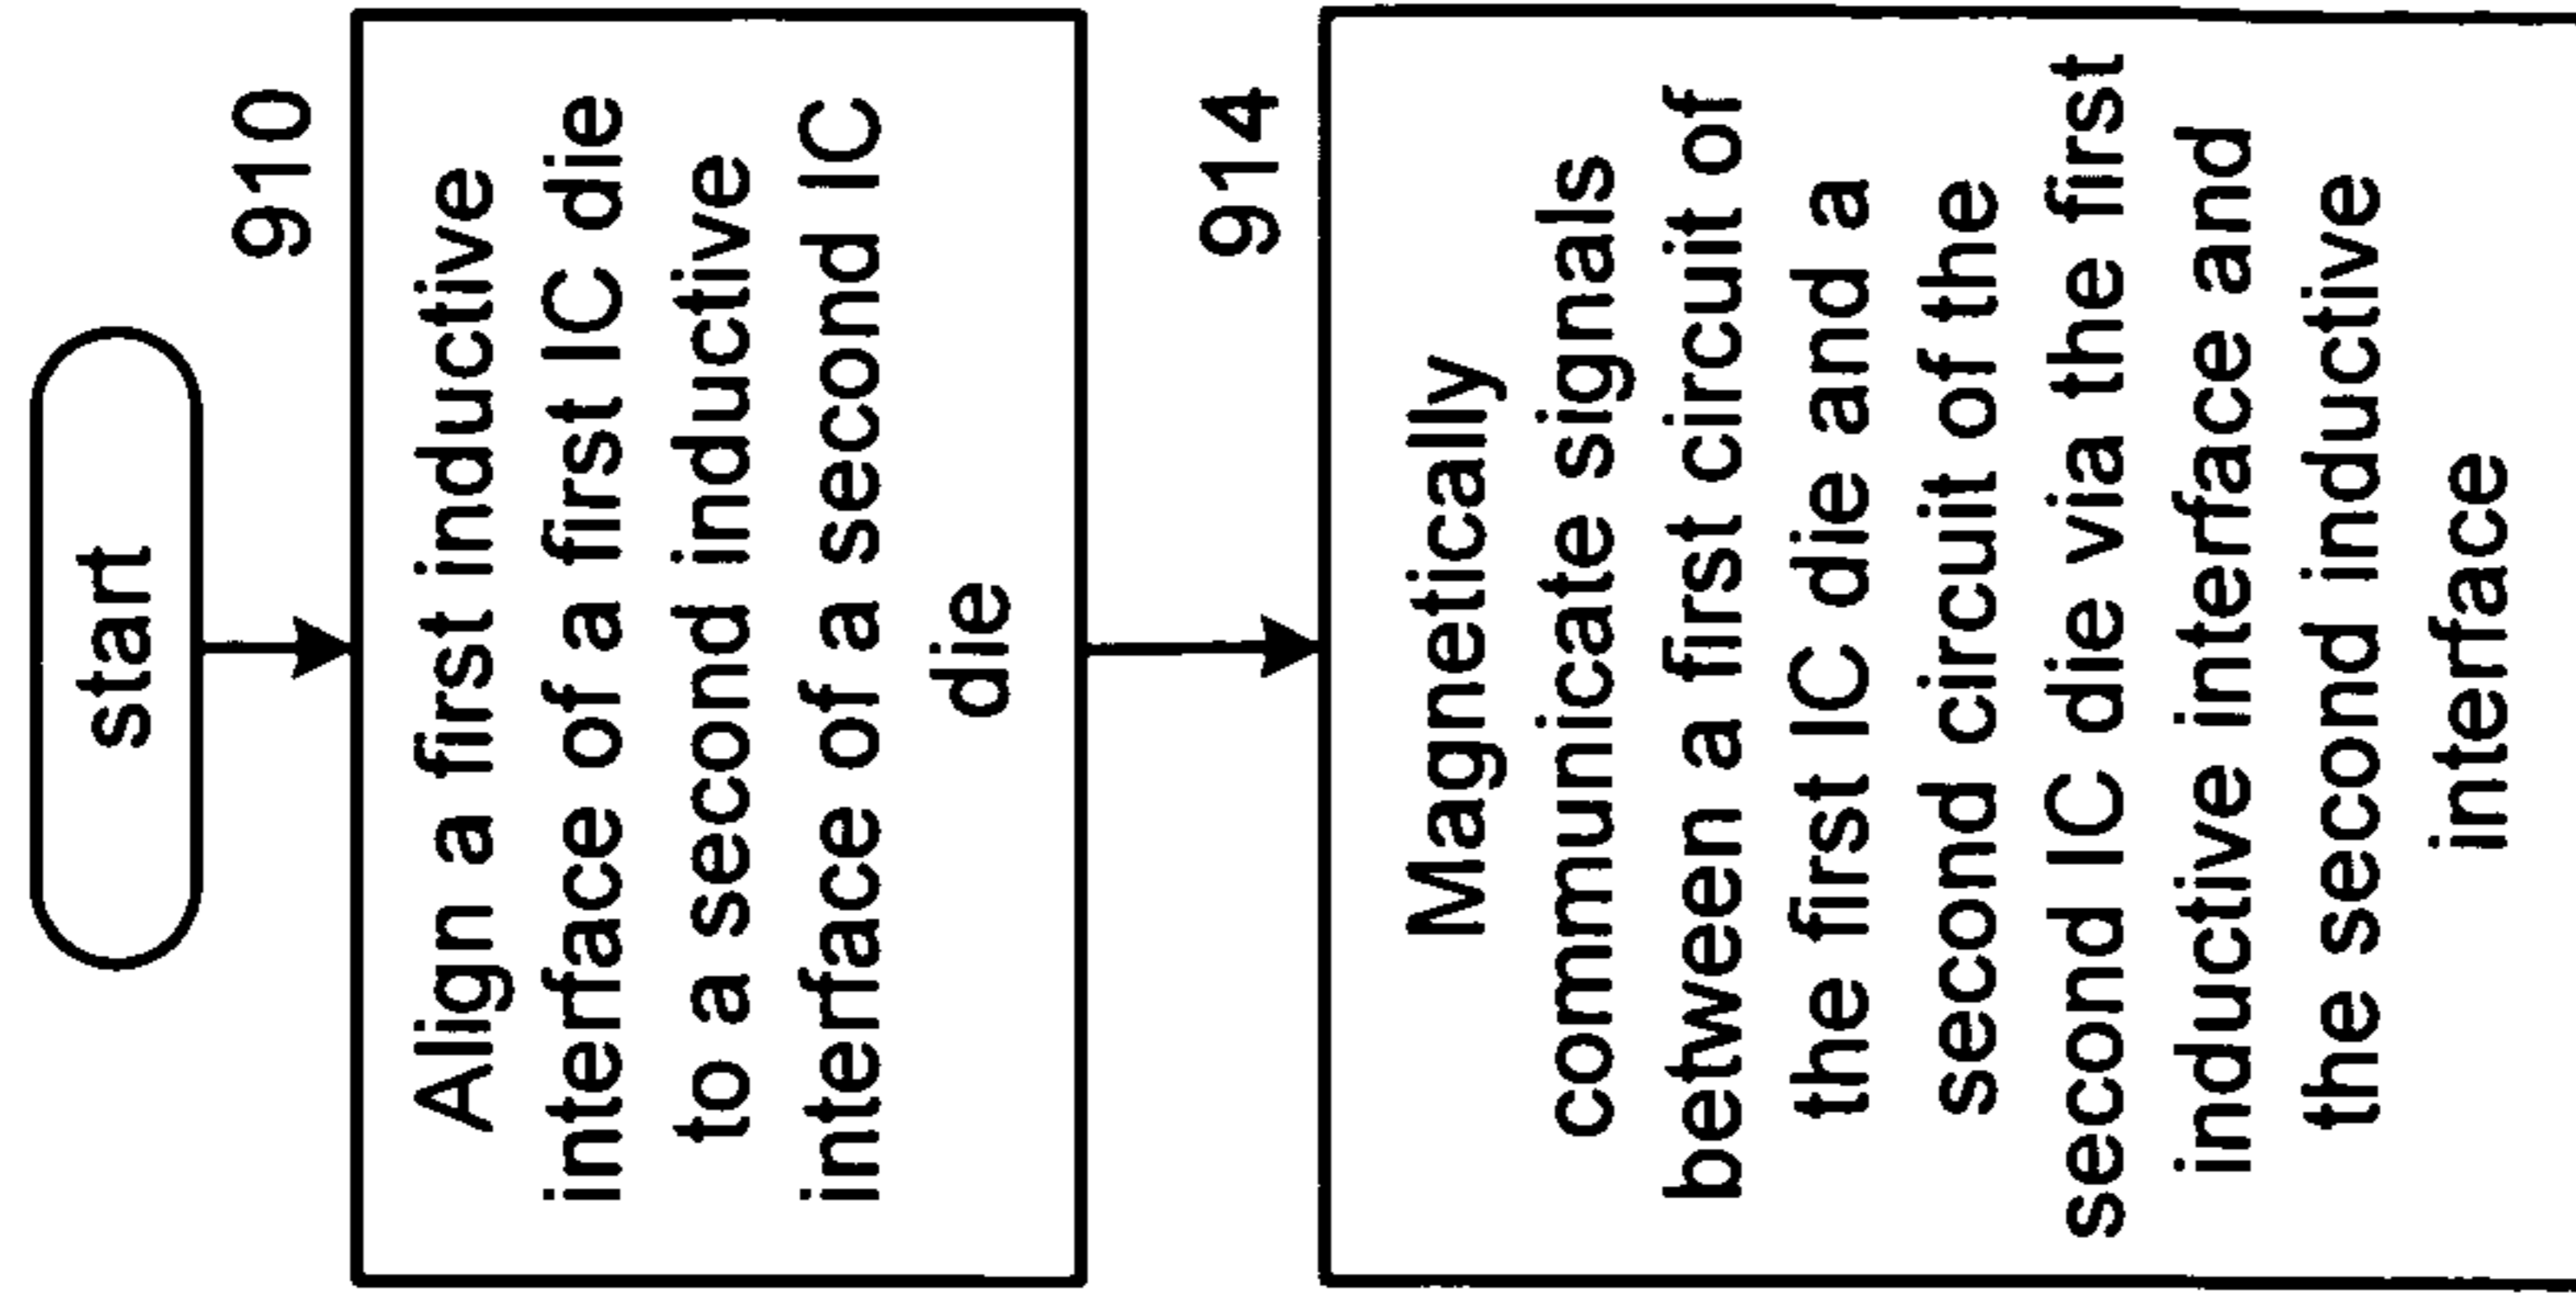 start
910
Align a first inductive
interface of a first IC die
to a second inductive
interface of a second IC
die
914
Magnetically
communicate signals
between a first circuit of
the first IC die and a
second circuit of the
second IC die via the first
inductive interface and
the second inductive
interface